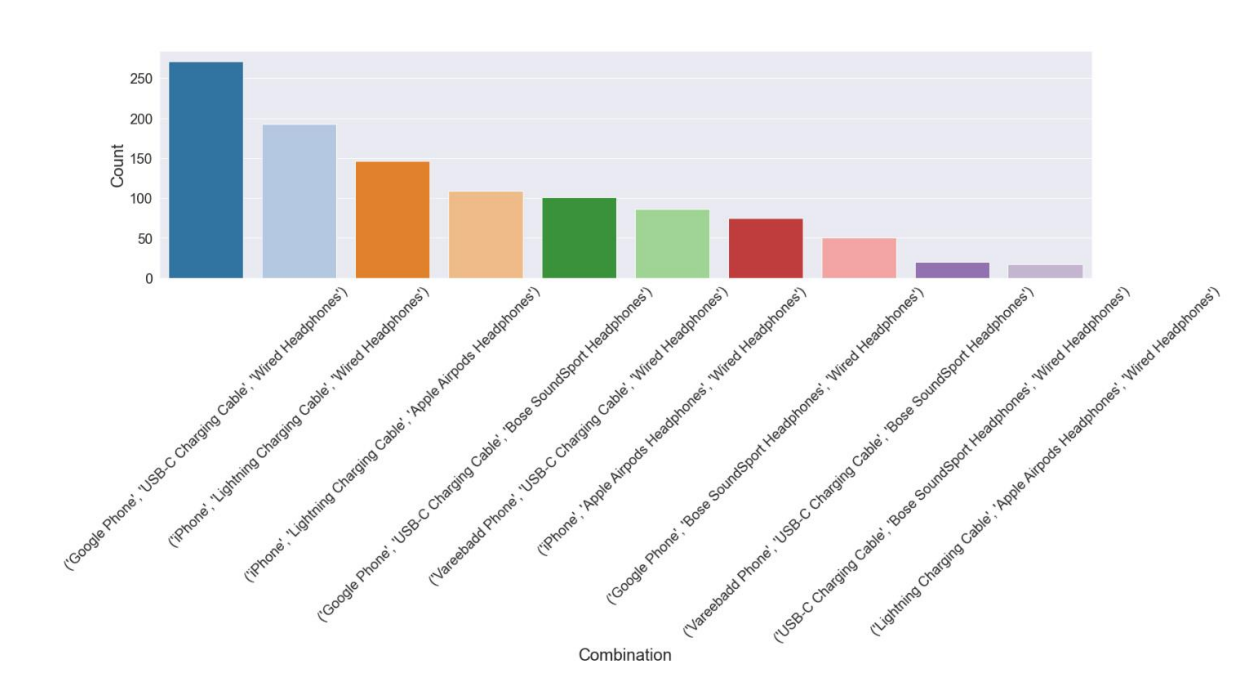 Count
250
200
150
100
50
0
('Google Phone', 'USB-C Charging Cable', 'Wired Headphones')
('iPhone', 'Lightning Charging Cable', 'Wired Headphones')
('iPhone', 'Lightning Charging Cable', 'Apple Airpods Headphones')
('Google Phone', 'USB-C Charging Cable', 'Bose SoundSport Headphones')
('Vareebadd Phone', 'USB-C Charging Cable', 'Wired Headphones')
('iPhone', 'Apple Airpods Headphones', 'Wired Headphones')
('Google Phone', 'Bose SoundSport Headphones', 'Wired Headphones')
('Vareebadd Phone', 'USB-C Charging Cable', 'Bose SoundSport Headphones')
('USB-C Charging Cable', 'Bose SoundSport Headphones', 'Wired Headphones')
('Lightning Charging Cable', 'Apple Airpods Headphones', 'Wired Headphones')
Combination